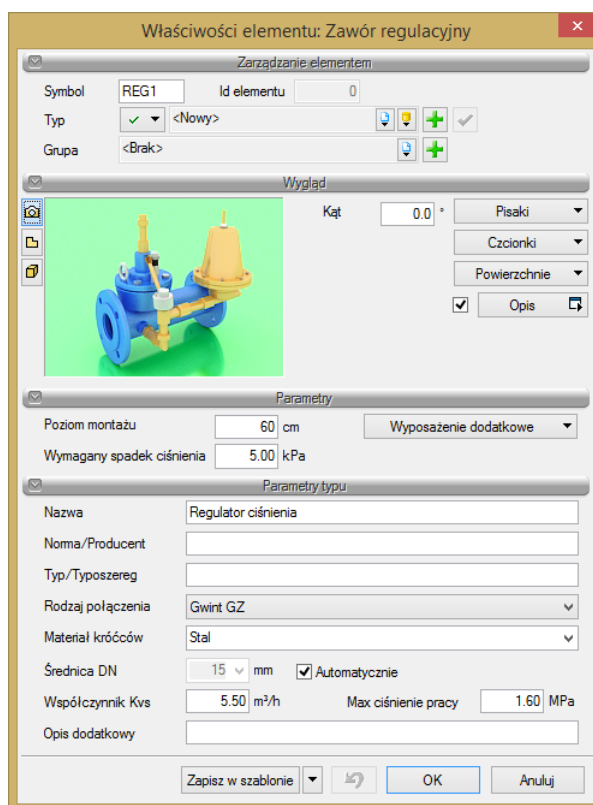 Właściwości elementu: Zawór regulacyjny
Zarządzanie elementem
Symbol REG1 Id elementu 0
Typ <Nowy>
Grupa <Brak>
Wygląd
Kąt 0.0 ° Pisaki
Czcionki
Powierzchnie
Opis
Parametry
Poziom montażu 60 cm Wyposażenie dodatkowe
Wymagany spadek ciśnienia 5.00 kPa
Parametry typu
Nazwa Regulator ciśnienia
Norma/Producent
Typ/Typoszereg
Rodzaj połączenia Gwint GZ
Materiał króćców Stal
Średnica DN 15 mm Automatycznie
Współczynnik Kvs 5.50 m³/h Max ciśnienie pracy 1.60 MPa
Opis dodatkowy
Zapisz w szablonie OK Anuluj